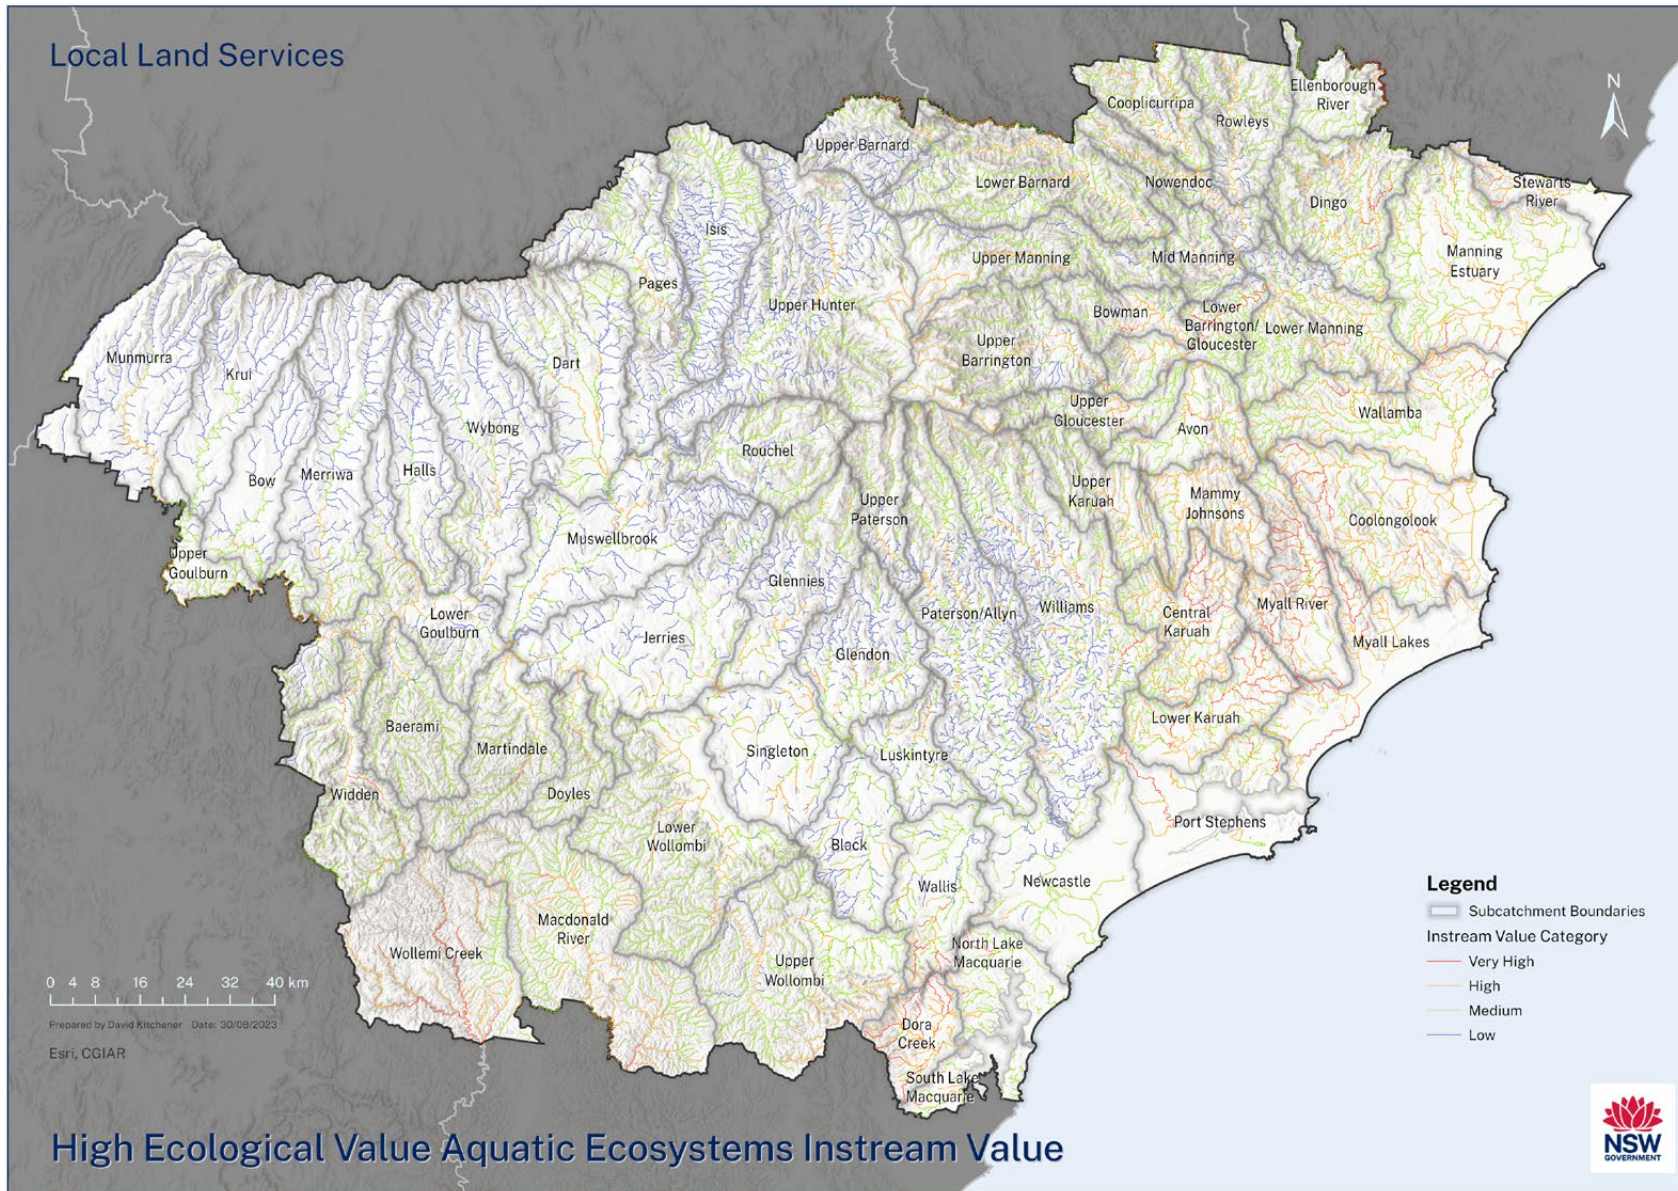 Local Land Services
N
Ellenborough
River
Cooplicurripa
Rowleys
Upper Barnard
Lower Barnard
Nowendoc
Stewarts
River
Dingo
Isis
Manning
Estuary
Upper Manning
Mid Manning
Pages
Upper Hunter
Bowman
Lower
Barrington/
Gloucester
Lower Manning
Upper
Barrington
Munmurra
Krui
Dart
Upper
Gloucester
Wallamba
Wybong
Avon
Rouchel
Bow
Merriwa
Halls
Upper
Karuah
Mammy
Johnsons
Upper
Paterson
Coolongolook
Muswellbrook
Upper
Goulburn
Glennies
Lower
Goulburn
Paterson/Allyn
Williams
Central
Karuah
Myall River
Jerries
Glendon
Myall Lakes
Baerami
Martindale
Lower Karuah
Singleton
Luskintyre
Widden
Doyles
Port Stephens
Lower
Wollombi
Black
Wallis
Newcastle
Macdonald
River
Wollemi Creek
North Lake
Macquarie
Upper
Wollombi
Dora
Creek
South Lake
Macquarie
Legend
Subcatchment Boundaries
Instream Value Category
Very High
High
Medium
Low
0 4 8 16 24 32 40 km
Prepared by David Kitchener Date: 30/08/2023
Esri, CGIAR
High Ecological Value Aquatic Ecosystems Instream Value
NSW
GOVERNMENT